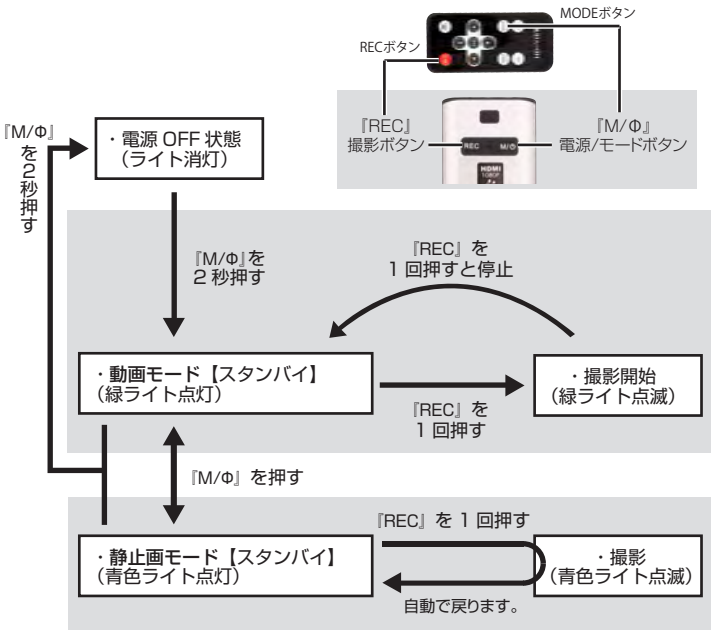 MODEボタン
RECボタン
『REC』
撮影ボタン
REC M/⏻
HDMI
1080P
『M/Φ』
電源/モードボタン
『M/Φ』
を2秒押す
・電源 OFF 状態
（ライト消灯）
『M/Φ』を
2 秒押す
『REC』を
1 回押すと停止
・動画モード【スタンバイ】
（緑ライト点灯）
・撮影開始
（緑ライト点滅）
『REC』を
1 回押す
『M/Φ』を押す
『REC』を 1 回押す
・静止画モード【スタンバイ】
（青色ライト点灯）
・撮影
（青色ライト点滅）
自動で戻ります。